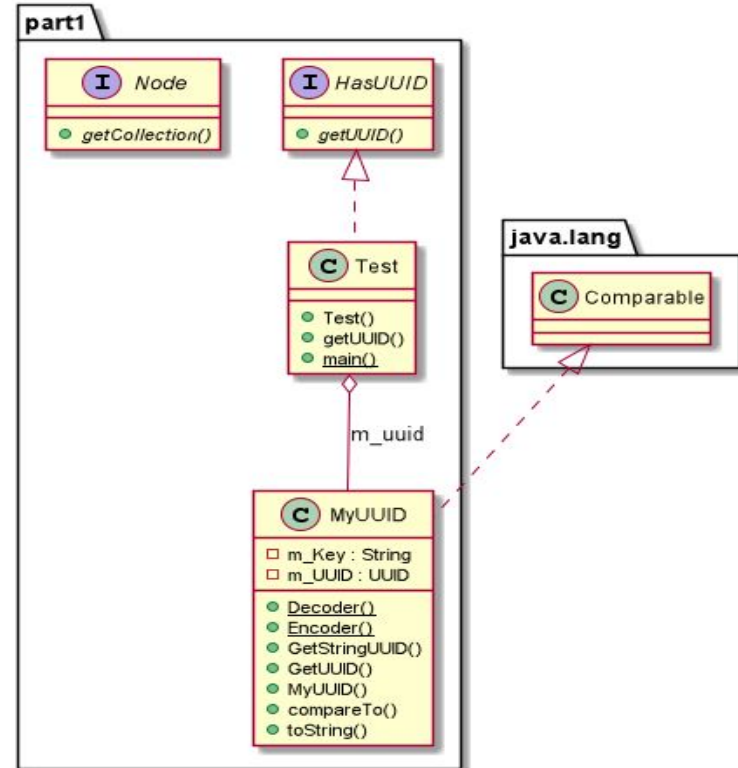 part1
I Node
getCollection()
I HasUUID
getUUID()
C Test
Test()
getUUID()
main()
java.lang
C Comparable
m_uuid
C MyUUID
m_Key : String
m_UUID : UUID
Decoder()
Encoder()
GetStringUUID()
GetUUID()
MyUUID()
compareTo()
toString()